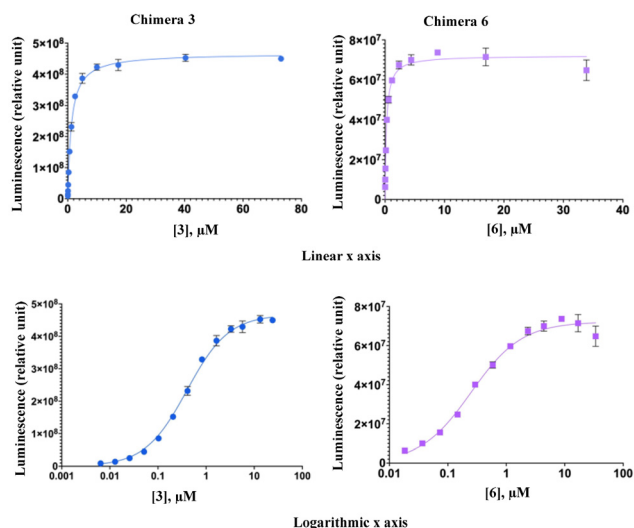 Chimera 3
Chimera 6
Luminescence (relative unit)
5×10⁸
4×10⁸
3×10⁸
2×10⁸
1×10⁸
0
0 20 40 60 80
[3], µM
Luminescence (relative unit)
8×10⁷
6×10⁷
4×10⁷
2×10⁷
0
0 10 20 30 40
[6], µM
Linear x axis
Luminescence (relative unit)
5×10⁸
4×10⁸
3×10⁸
2×10⁸
1×10⁸
0
0.001 0.01 0.1 1 10 100
[3], µM
Luminescence (relative unit)
8×10⁷
6×10⁷
4×10⁷
2×10⁷
0
0.01 0.1 1 10 100
[6], µM
Logarithmic x axis